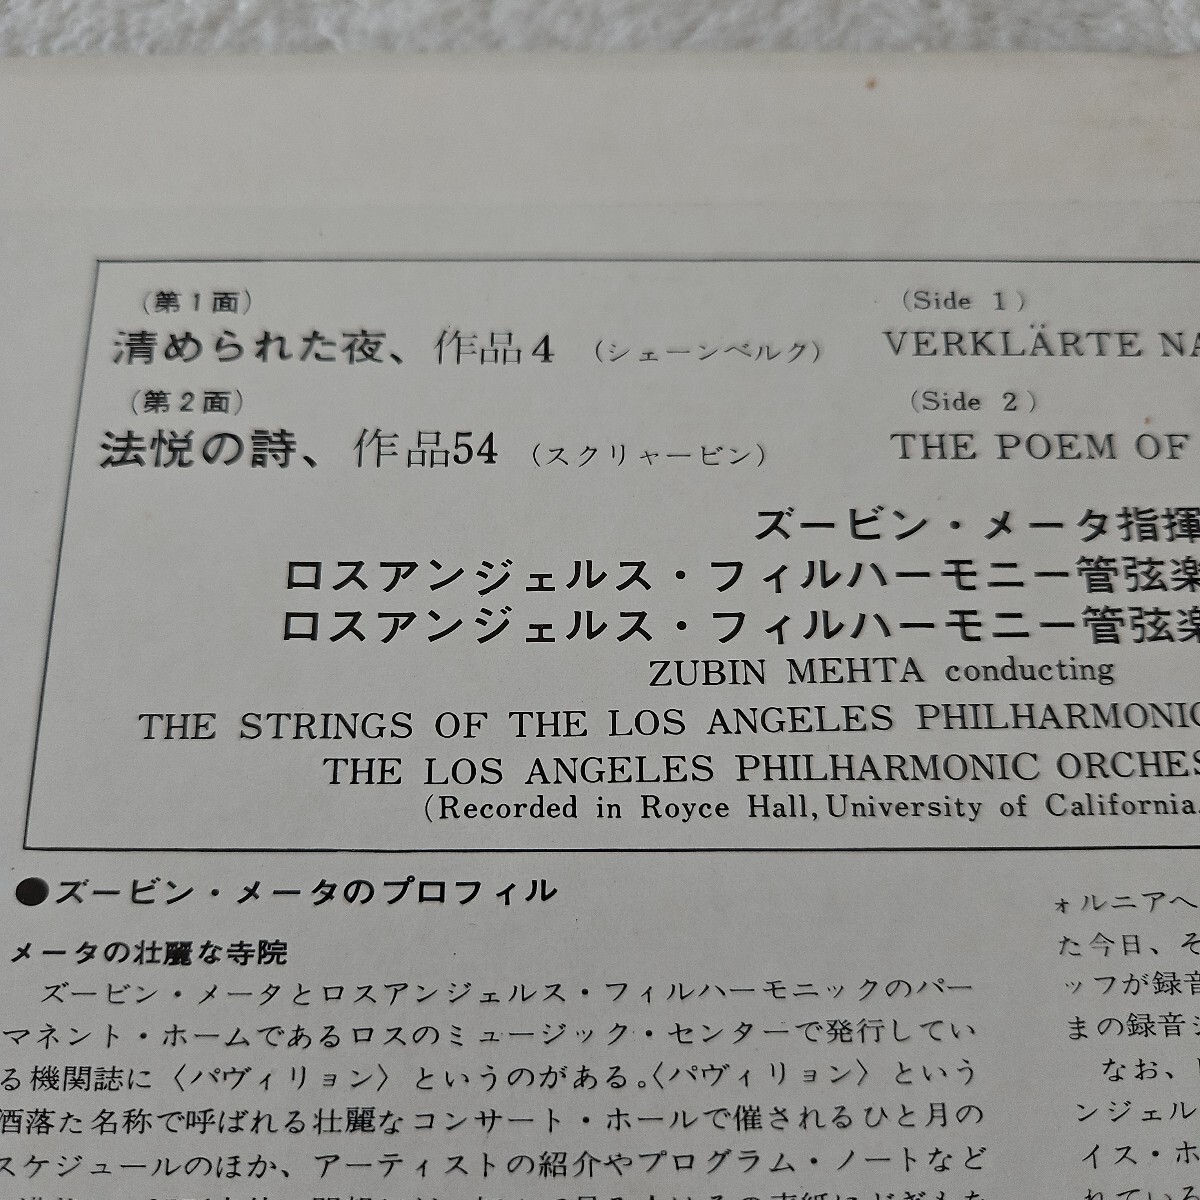 (第1面)
清められた夜、作品4 (シェーンベルク)
(第2面)
法悦の詩、作品54 (スクリャービン)
(Side 1)
VERKLÄRTE
(Side 2)
THE POEM OF
ズービン・メータ指揮
ロスアンジェルス・フィルハーモニー管弦楽
ロスアンジェルス・フィルハーモニー管弦楽
ZUBIN MEHTA conducting
THE STRINGS OF THE LOS ANGELES PHILHARMONIC
THE LOS ANGELES PHILHARMONIC ORCHES
(Recorded in Royce Hall, University of California,
●ズービン・メータのプロフィル
メータの壮麗な寺院
ズービン・メータとロスアンジェルス・フィルハーモニックのパー
マネント・ホームであるロスのミュージック・センターで発行してい
る機関誌に〈パヴィリョン〉というのがある。〈パヴィリョン〉という
洒落た名称で呼ばれる壮麗なコンサート・ホールで催されるひと月の
スケジュールのほか、アーティストの紹介やプログラム・ノートなど
ォルニアへ
た今日、そ
ッフが録音
まの録音
なお、
ンジェル
イス・ホ
れている